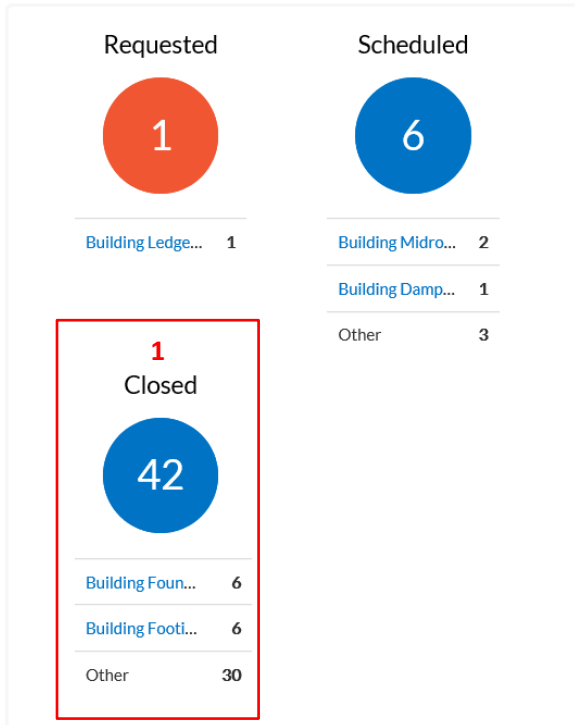 Requested
1
Building Ledge... 1
Scheduled
6
Building Midro... 2
Building Damp... 1
Other 3
1
Closed
42
Building Foun... 6
Building Footi... 6
Other 30